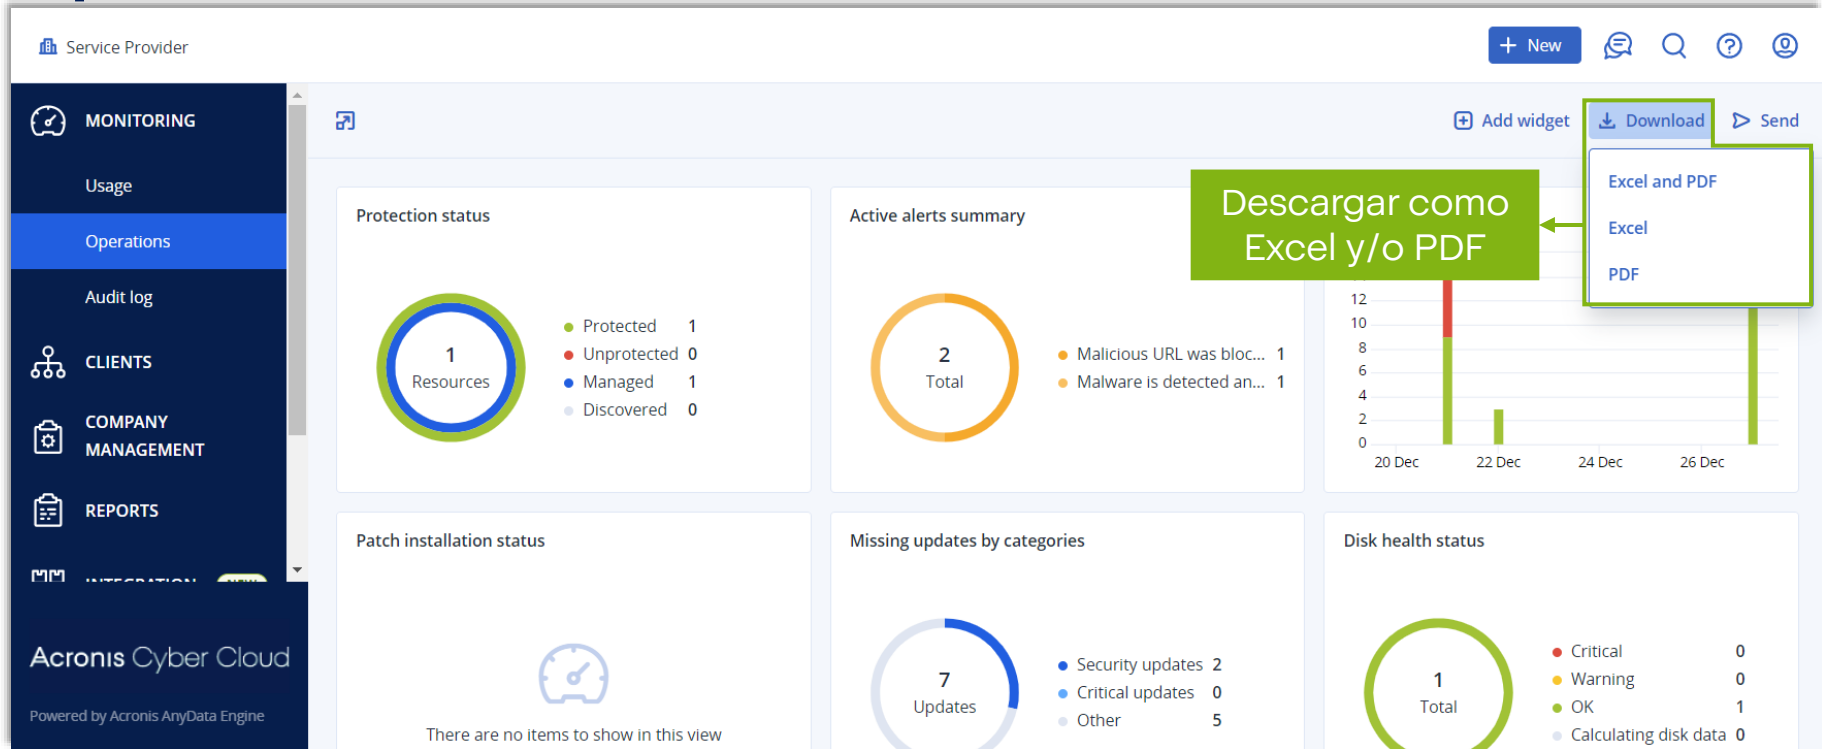 Service Provider
+ New
MONITORING
Usage
Operations
Audit log
CLIENTS
COMPANY
MANAGEMENT
REPORTS
Acronis Cyber Cloud
Powered by Acronis AnyData Engine
Add widget
Download
Send
Excel and PDF
Excel
PDF
Descargar como
Excel y/o PDF
Protection status
1
Resources
Protected 1
Unprotected 0
Managed 1
Discovered 0
Active alerts summary
2
Total
Malicious URL was bloc... 1
Malware is detected an... 1
12
10
8
6
4
2
0
20 Dec 22 Dec 24 Dec 26 Dec
Patch installation status
There are no items to show in this view
Missing updates by categories
7
Updates
Security updates 2
Critical updates 0
Other 5
Disk health status
1
Total
Critical 0
Warning 0
OK 1
Calculating disk data 0